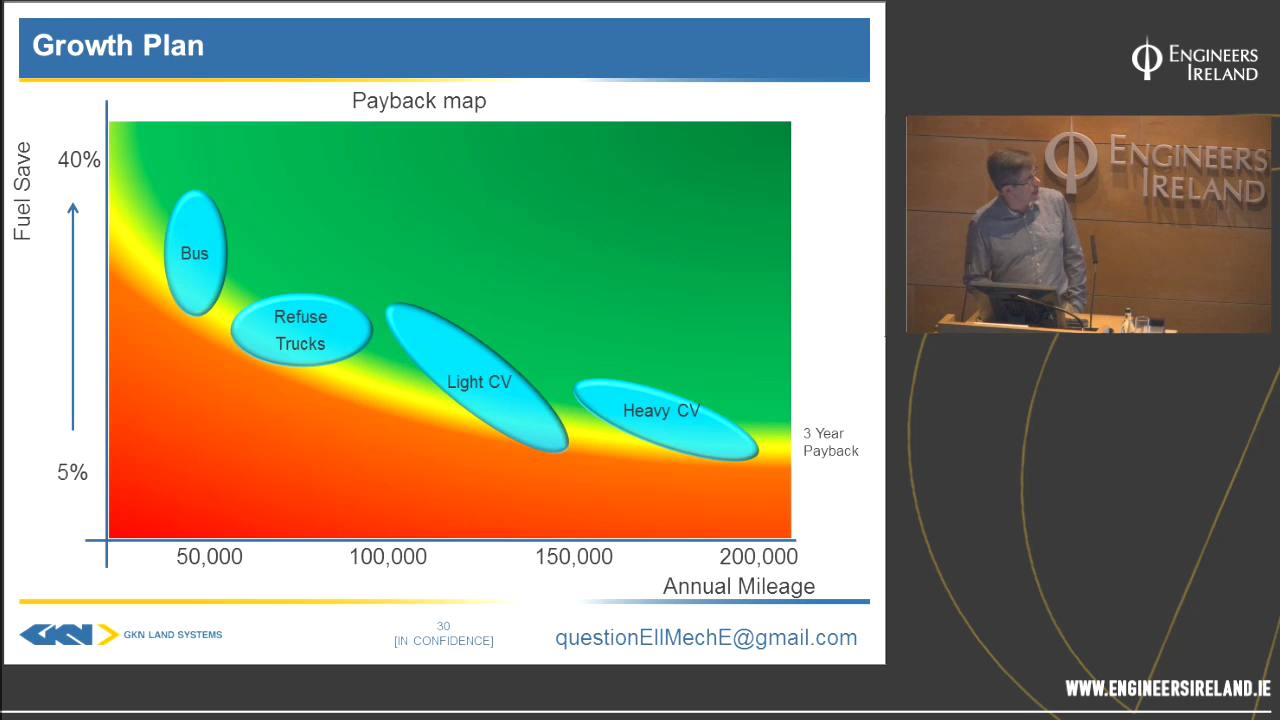 Growth Plan
Payback map
Fuel Save
40%
5%
Bus
Refuse
Trucks
Light CV
Heavy CV
3 Year
Payback
50,000
100,000
150,000
200,000
Annual Mileage
GKN
GKN LAND SYSTEMS
30
[IN CONFIDENCE]
questionEIIMechE@gmail.com
ENGINEERS
IRELAND
ENGINEERS
IRELAND
WWW.ENGINEERSIRELAND.IE